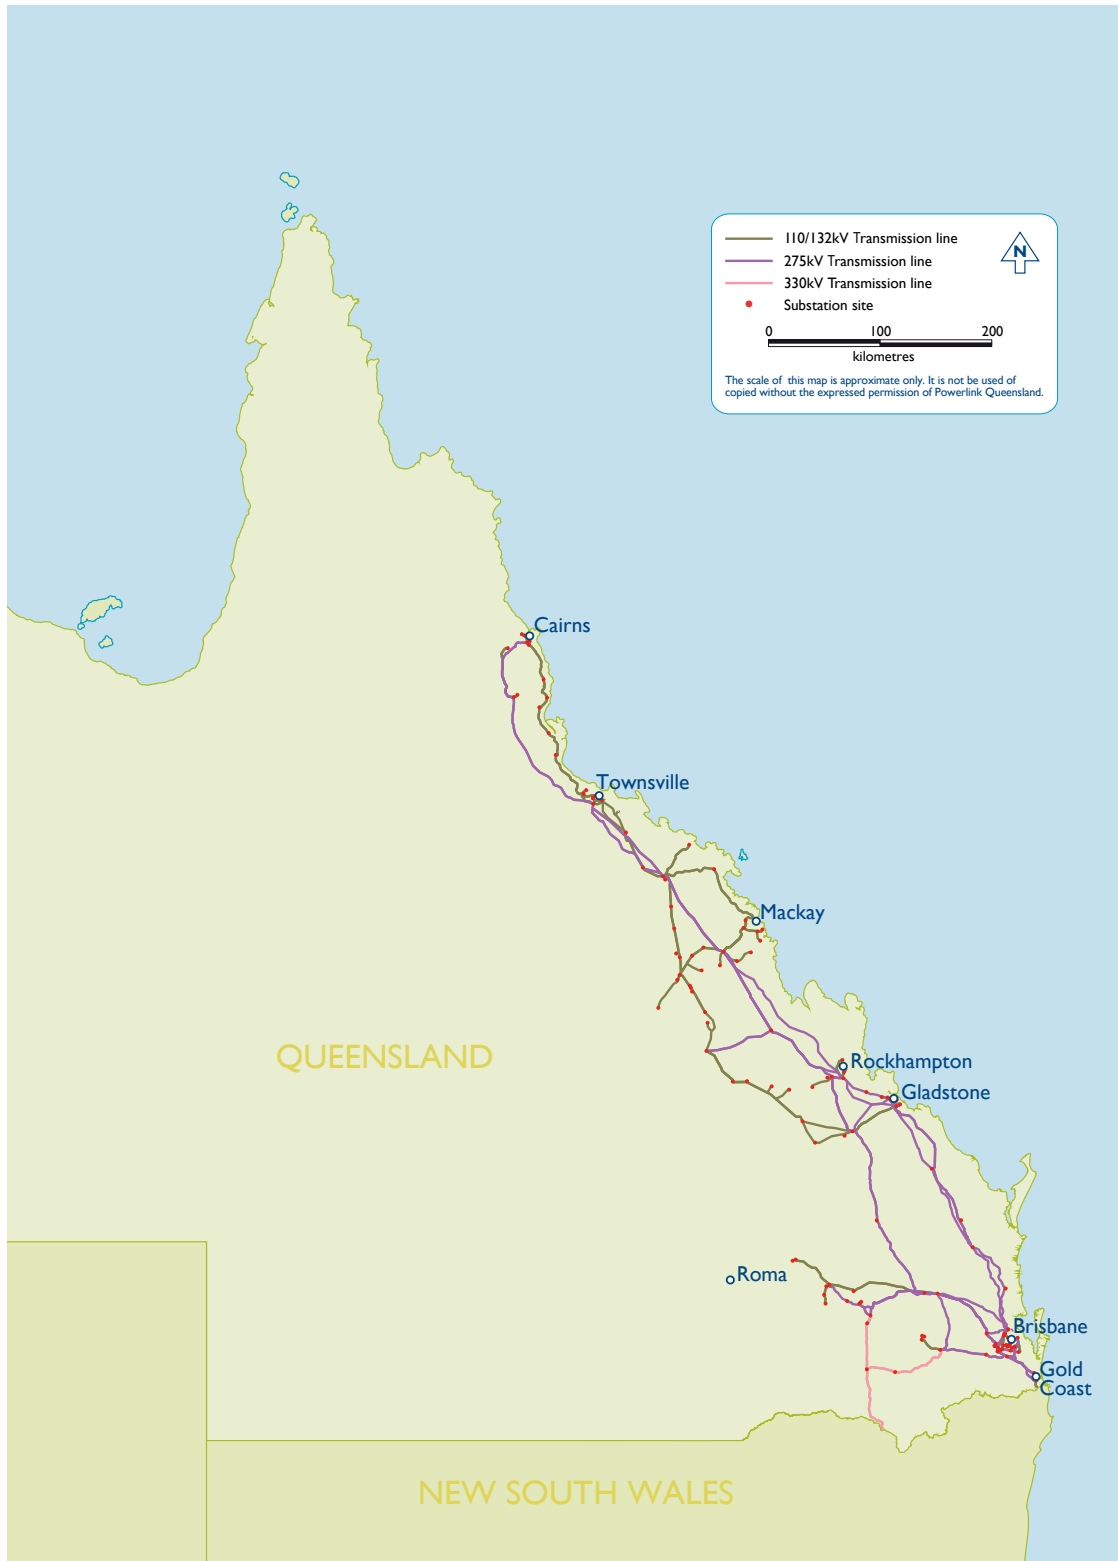 110/132kV Transmission line
275kV Transmission line
330kV Transmission line
Substation site
N
0 100 200
kilometres
The scale of this map is approximate only. It is not be used of
copied without the expressed permission of Powerlink Queensland.
Cairns
Townsville
Mackay
QUEENSLAND
Rockhampton
Gladstone
Roma
Brisbane
Gold
Coast
NEW SOUTH WALES